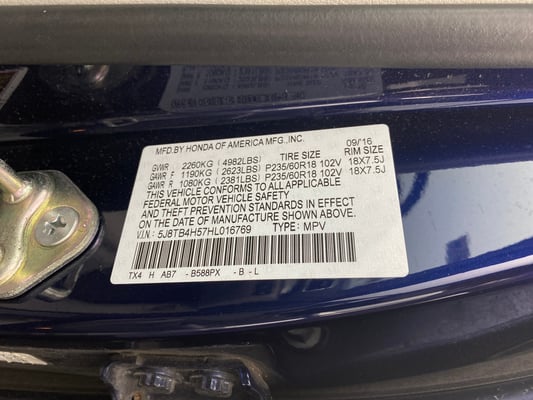 MFD.BY HONDA OF AMERICA MFG.,INC.
09/16
TIRE SIZE RIM SIZE
GVWR 2260KG (4982LBS)
GAWR F 1190KG (2623LBS) P235/60R18 102V 18X7.5J
GAWR R 1080KG (2381LBS) P235/60R18 102V 18X7.5J
THIS VEHICLE CONFORMS TO ALL APPLICABLE
FEDERAL MOTOR VEHICLE SAFETY
AND THEFT PREVENTION STANDARDS IN EFFECT
ON THE DATE OF MANUFACTURE SHOWN ABOVE.
V.I.N.: 5J8TB4H57HL016769 TYPE: MPV
TX4 H AB7 - B588PX - B - L